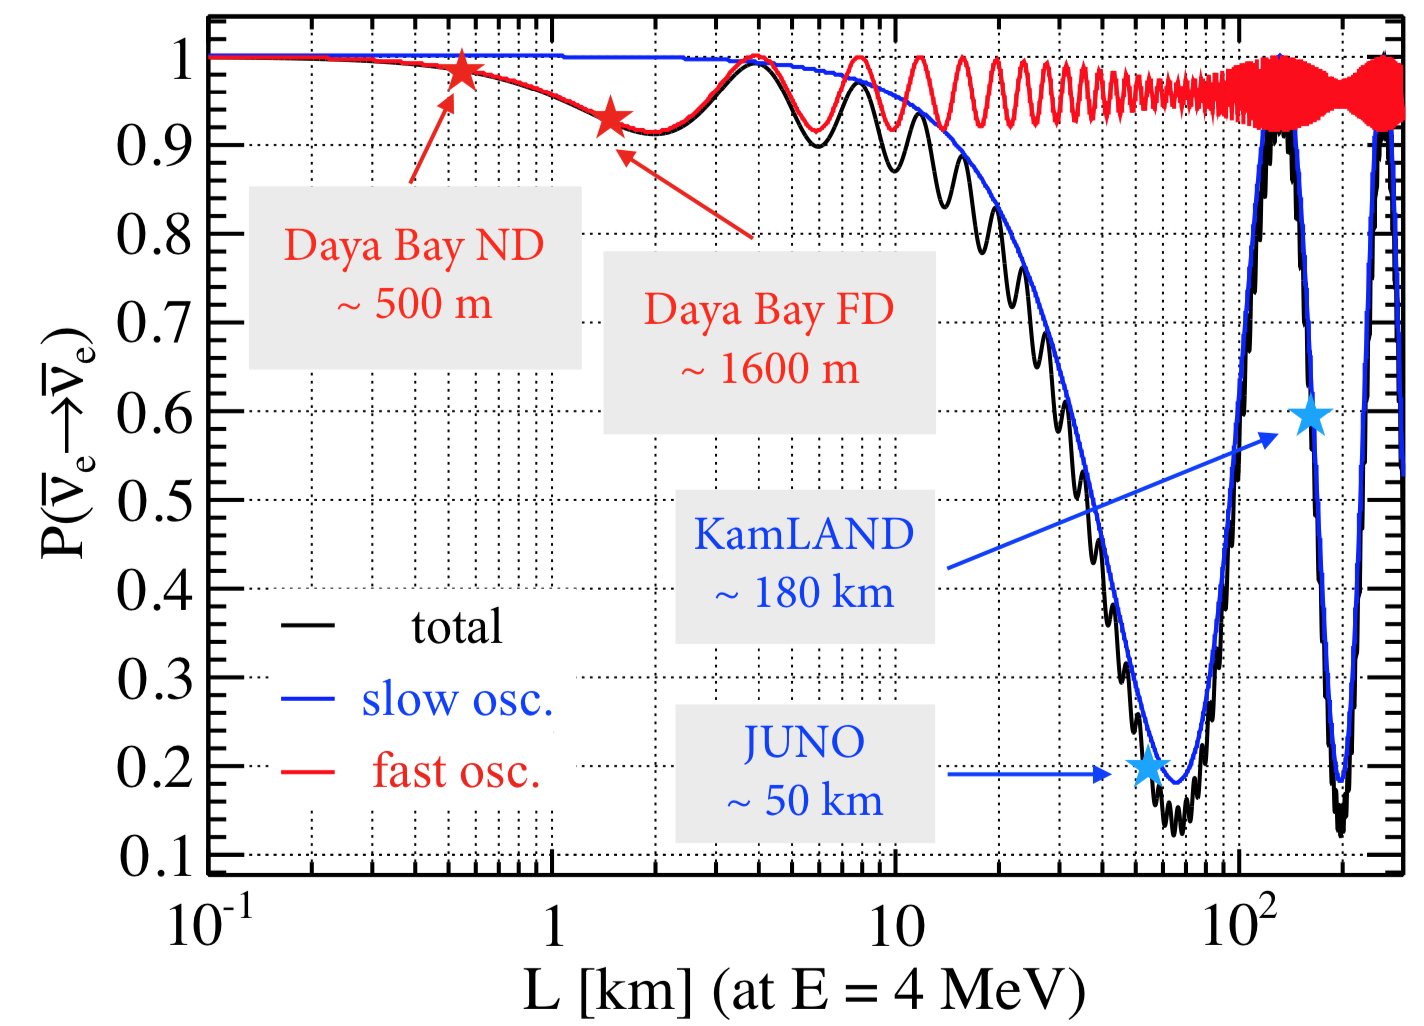 1
0.9
0.8
0.7
0.6
0.5
0.4
0.3
0.2
0.1
P(ν̅e→ν̅e)
Daya Bay ND
~ 500 m
Daya Bay FD
~ 1600 m
KamLAND
~ 180 km
JUNO
~ 50 km
total
slow osc.
fast osc.
10⁻¹ 1 10 10²
L [km] (at E = 4 MeV)